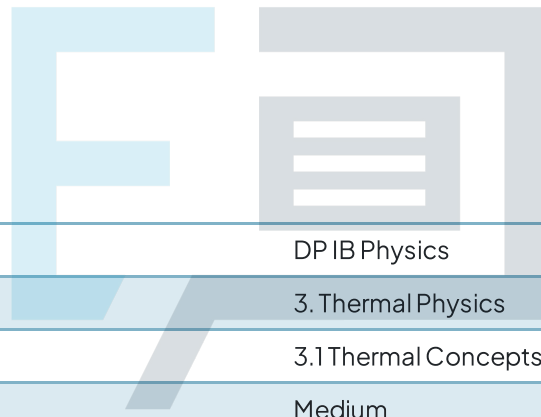 DP IB Physics
3. Thermal Physics
3.1 Thermal Concepts
Medium